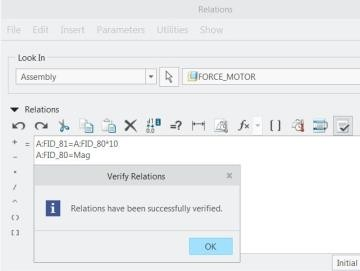 Relations
File Edit Insert Parameters Utilities Show
Look In
Assembly
FORCE_MOTOR
Relations
=? fx [ ]
+ = A:FID_81=A:FID_80*10
- A:FID_80=Mag
*
/
^
( )
[ ]
Verify Relations
Relations have been successfully verified.
OK
Initial